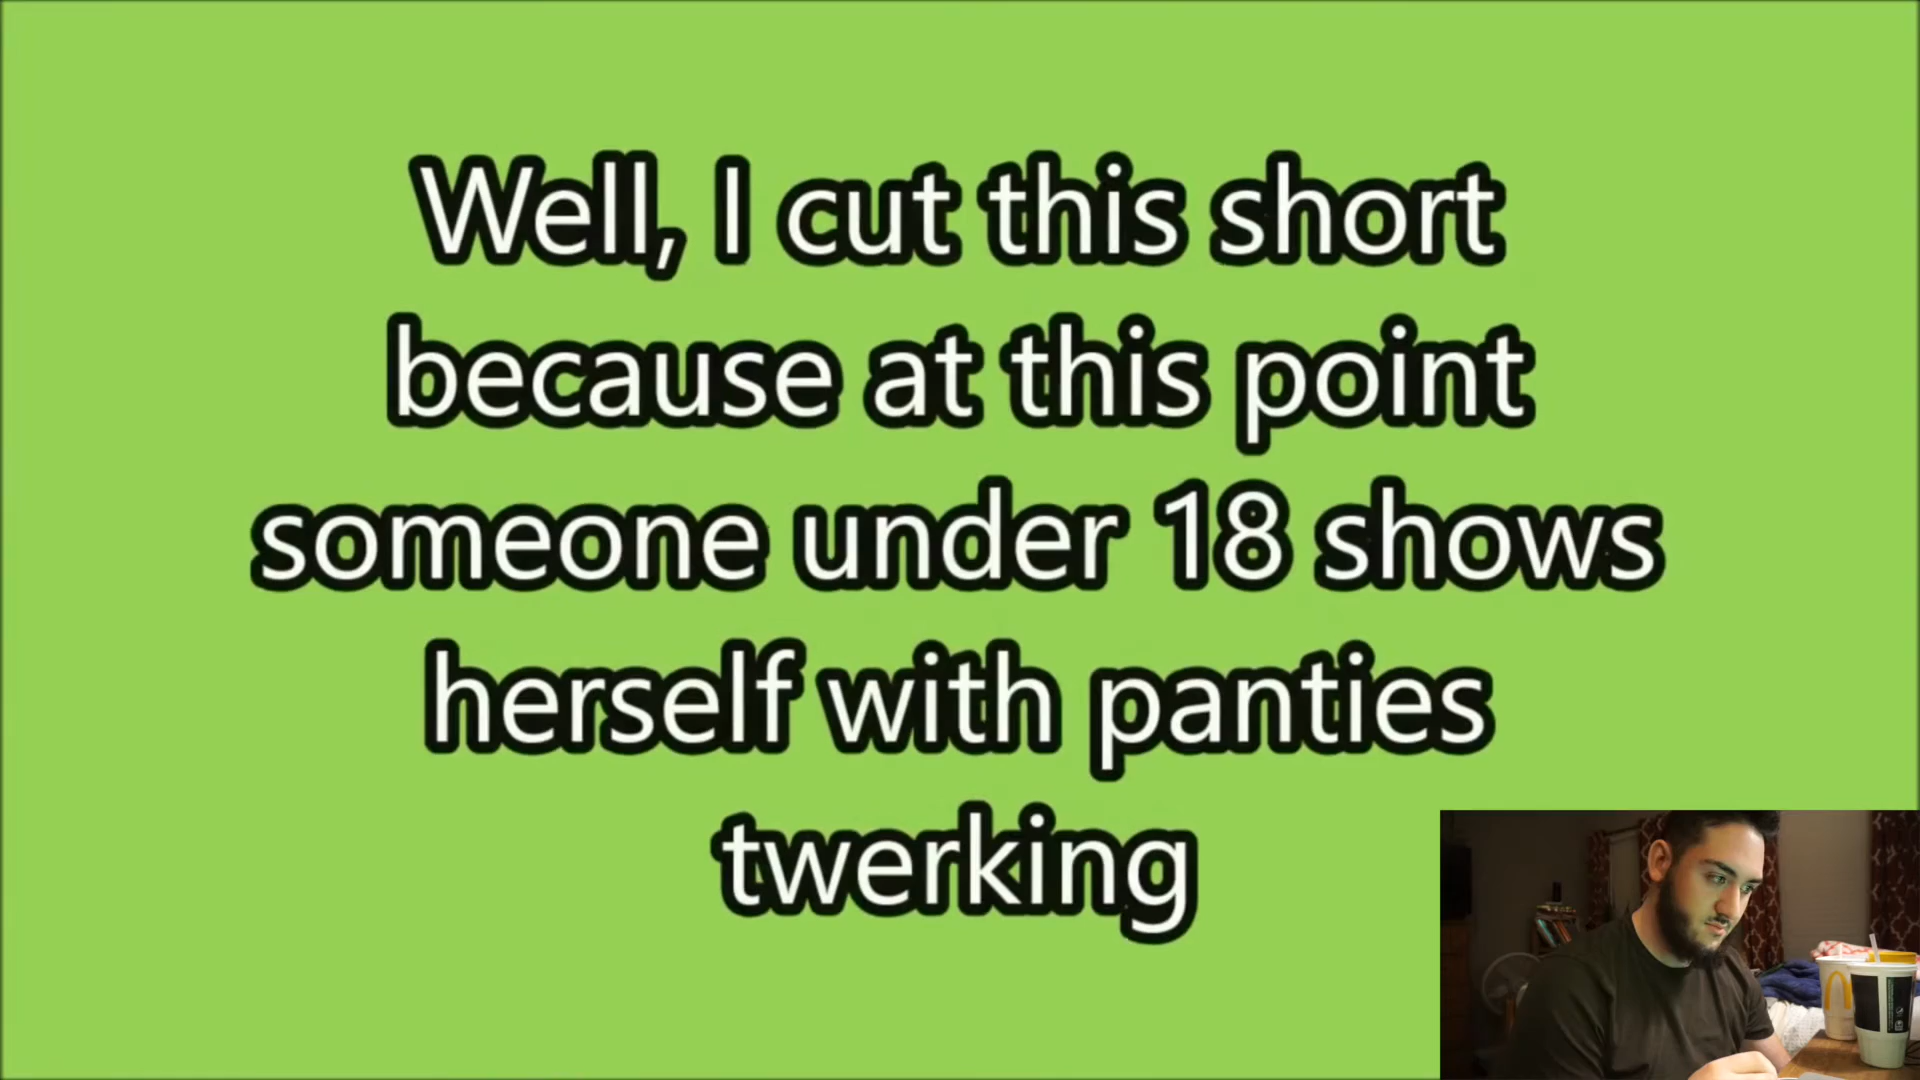 Well, I cut this short
because at this point
someone under 18 shows
herself with panties
twerking